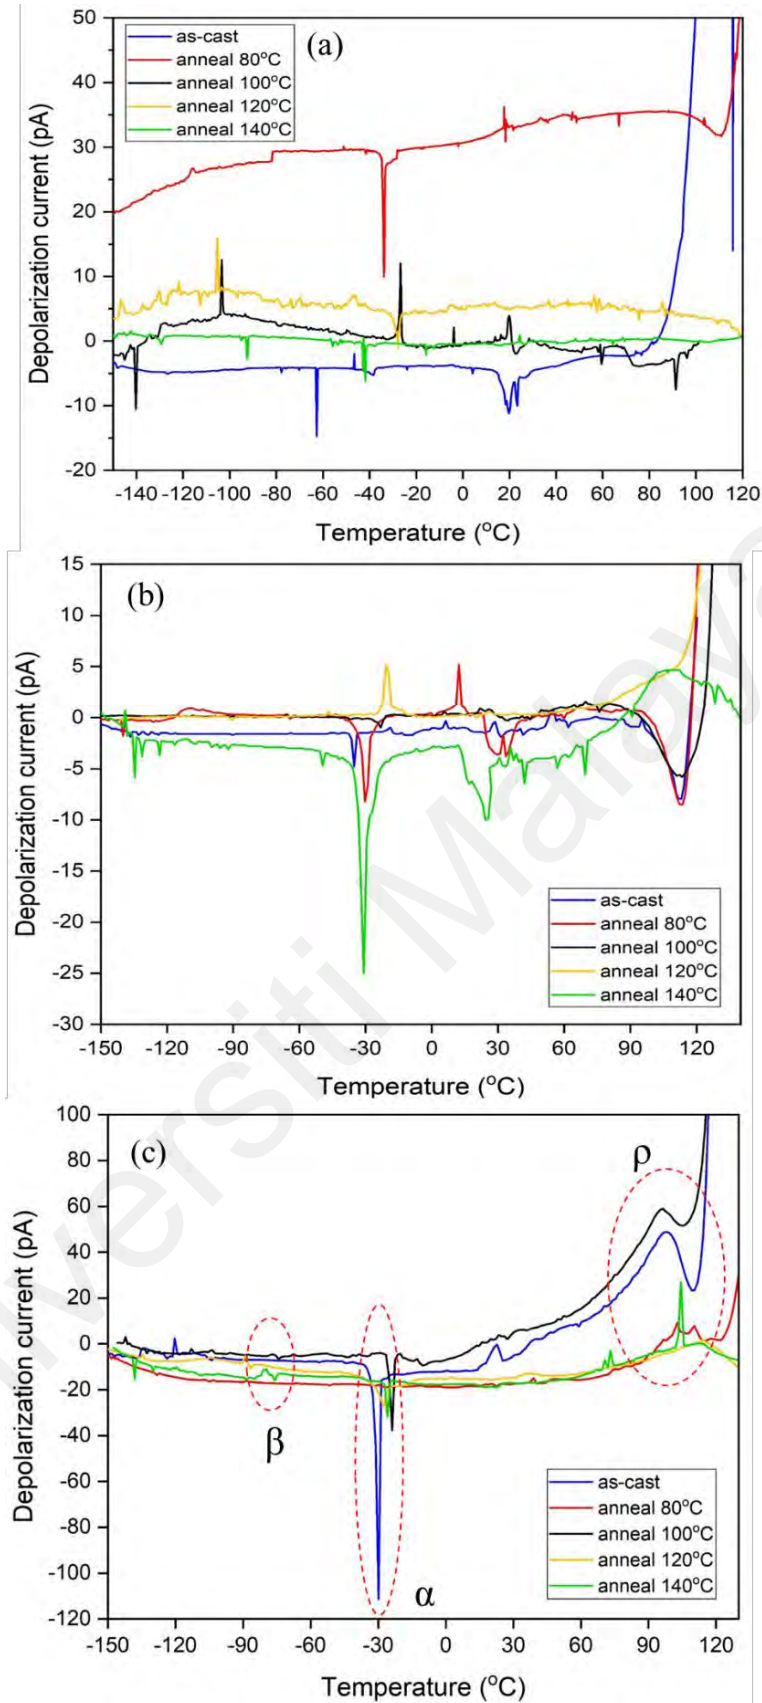 (a)
as-cast
anneal 80°C
anneal 100°C
anneal 120°C
anneal 140°C
Depolarization current (pA)
50
40
30
20
10
0
-10
-20
-140 -120 -100 -80 -60 -40 -20 0 20 40 60 80 100 120
Temperature (°C)
(b)
Depolarization current (pA)
15
10
5
0
-5
-10
-15
-20
-25
-30
as-cast
anneal 80°C
anneal 100°C
anneal 120°C
anneal 140°C
-150 -120 -90 -60 -30 0 30 60 90 120
Temperature (°C)
(c)
ρ
β
α
Depolarization current (pA)
100
80
60
40
20
0
-20
-40
-60
-80
-100
-120
as-cast
anneal 80°C
anneal 100°C
anneal 120°C
anneal 140°C
-150 -120 -90 -60 -30 0 30 60 90 120
Temperature (°C)
versiti Malaya